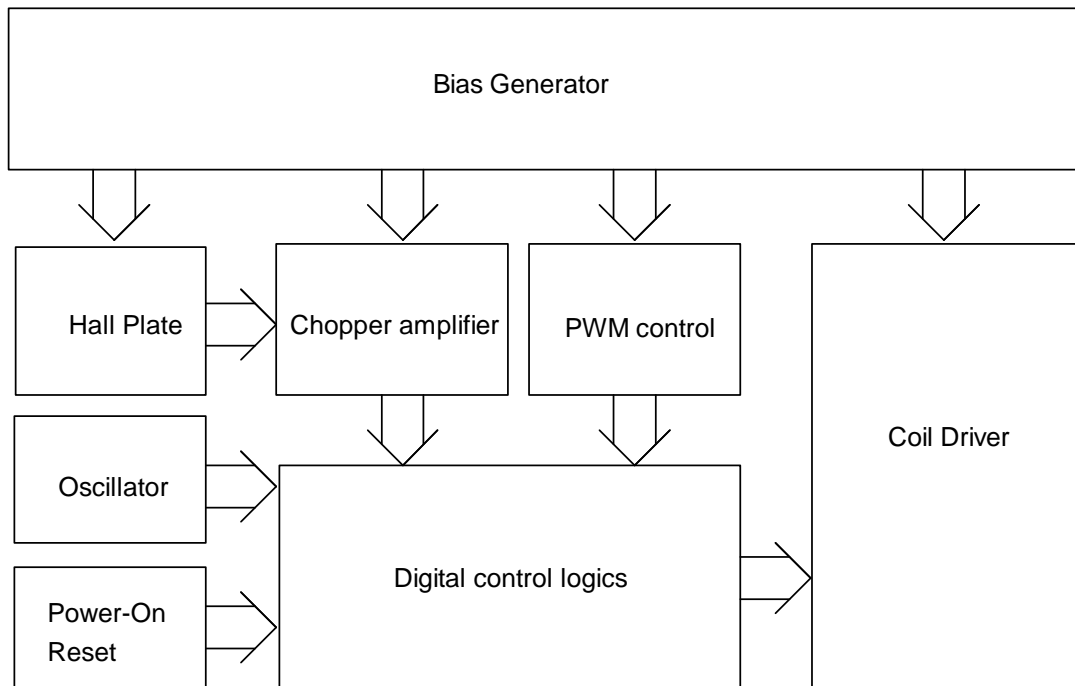 Bias Generator
Hall Plate
Chopper amplifier
PWM control
Coil Driver
Oscillator
Digital control logics
Power-On
Reset